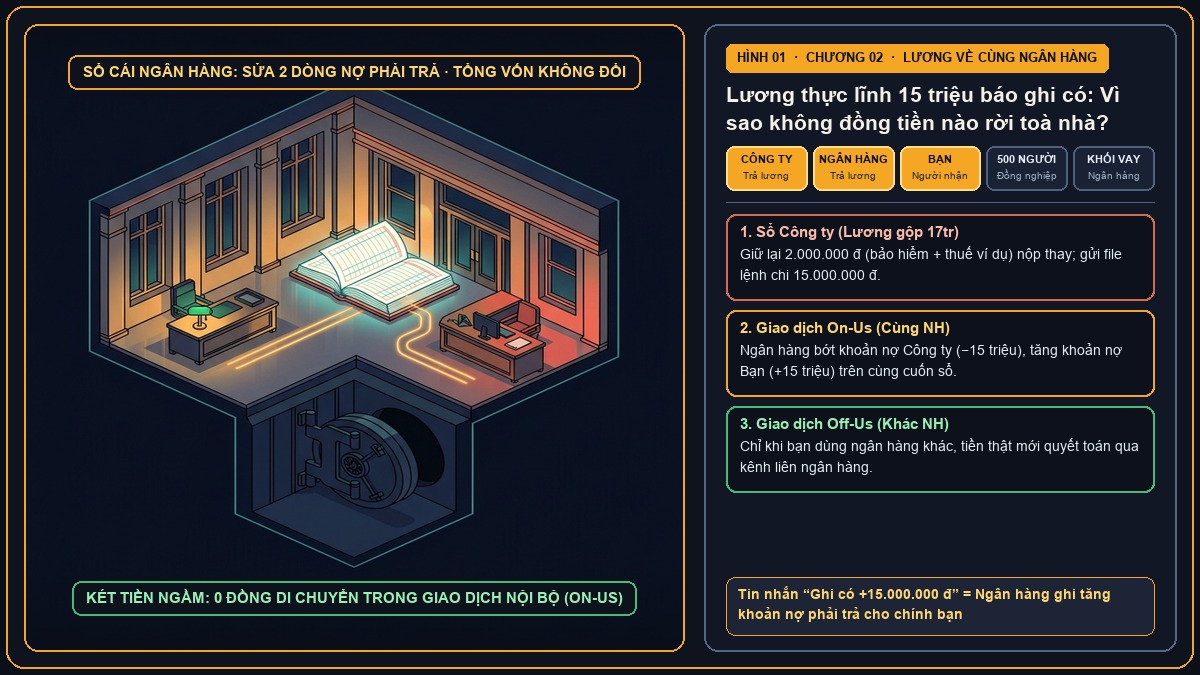 SỔ CÁI NGÂN HÀNG: SỬA 2 DÒNG NỢ PHẢI TRẢ · TỔNG VỐN KHÔNG ĐỔI
KÉT TIỀN NGẦM: 0 ĐỒNG DI CHUYỂN TRONG GIAO DỊCH NỘI BỘ (ON-US)
HÌNH 01 · CHƯƠNG 02 · LƯƠNG VỀ CÙNG NGÂN HÀNG
Lương thực lĩnh 15 triệu báo ghi có: Vì
sao không đồng tiền nào rời toà nhà?
CÔNG TY
Trả lương
NGÂN HÀNG
Trả lương
BẠN
Người nhận
500 NGƯỜI
Đồng nghiệp
KHỐI VAY
Ngân hàng
1. Sổ Công ty (Lương gộp 17tr)
Giữ lại 2.000.000 đ (bảo hiểm + thuế ví dụ) nộp thay; gửi file
lệnh chi 15.000.000 đ.
2. Giao dịch On-Us (Cùng NH)
Ngân hàng bớt khoản nợ Công ty (−15 triệu), tăng khoản nợ
Bạn (+15 triệu) trên cùng cuốn sổ.
3. Giao dịch Off-Us (Khác NH)
Chỉ khi bạn dùng ngân hàng khác, tiền thật mới quyết toán qua
kênh liên ngân hàng.
Tin nhắn “Ghi có +15.000.000 đ” = Ngân hàng ghi tăng
khoản nợ phải trả cho chính bạn